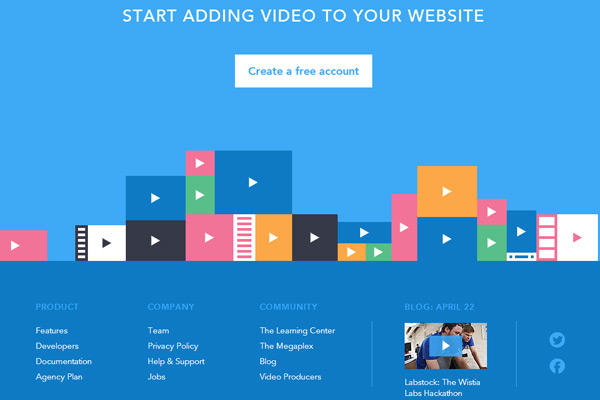 START ADDING VIDEO TO YOUR WEBSITE
Create a free account
PRODUCT
Features
Developers
Documentation
Agency Plan
COMPANY
Team
Privacy Policy
Help & Support
Jobs
COMMUNITY
The Learning Center
The Megaplex
Blog
Video Producers
BLOG: APRIL 22
Labstock: The Wistia
Labs Hackathon